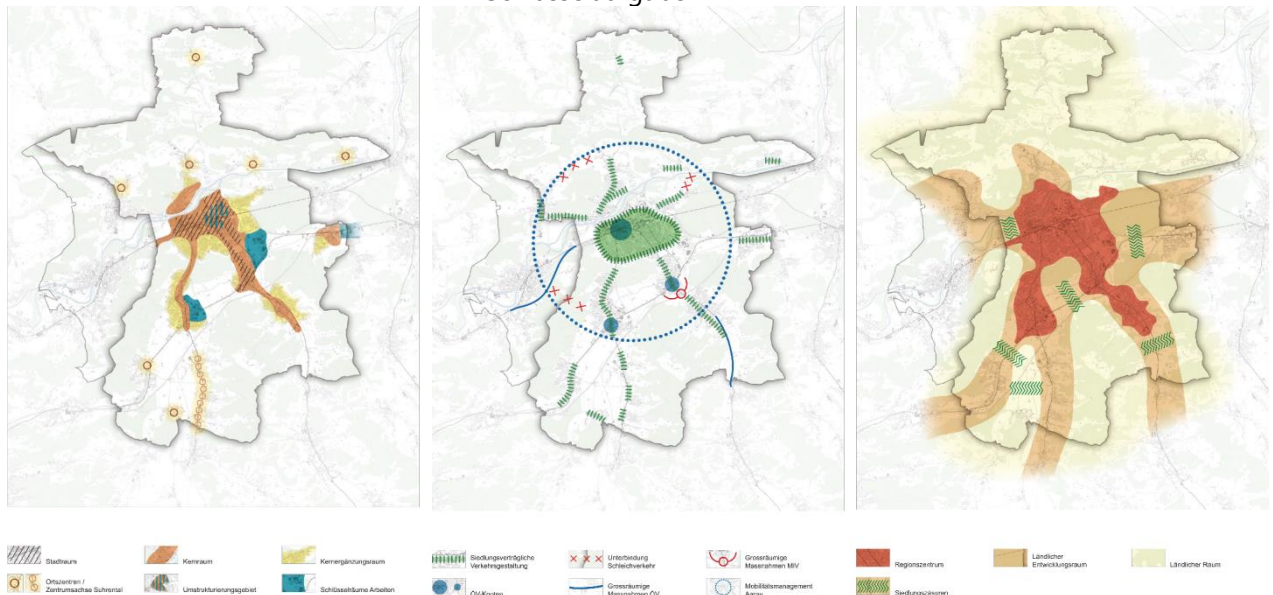 Stadtraum
Kernraum
Kernergänzungsraum
Ortszentren /
Zentrumsachse Suhrental
Umstrukturierungsgebiet
Schlüsselräume Arbeiten
Siedlungsverträgliche
Verkehrsgestaltung
Unterbindung
Schleichverkehr
Grossräumige
Massnahmen MIV
ÖV-Knoten
Grossräumige
Massnahmen ÖV
Mobilitätsmanagement
Regionszentrum
Ländlicher
Entwicklungsraum
Ländlicher Raum
Siedlungszäsuren